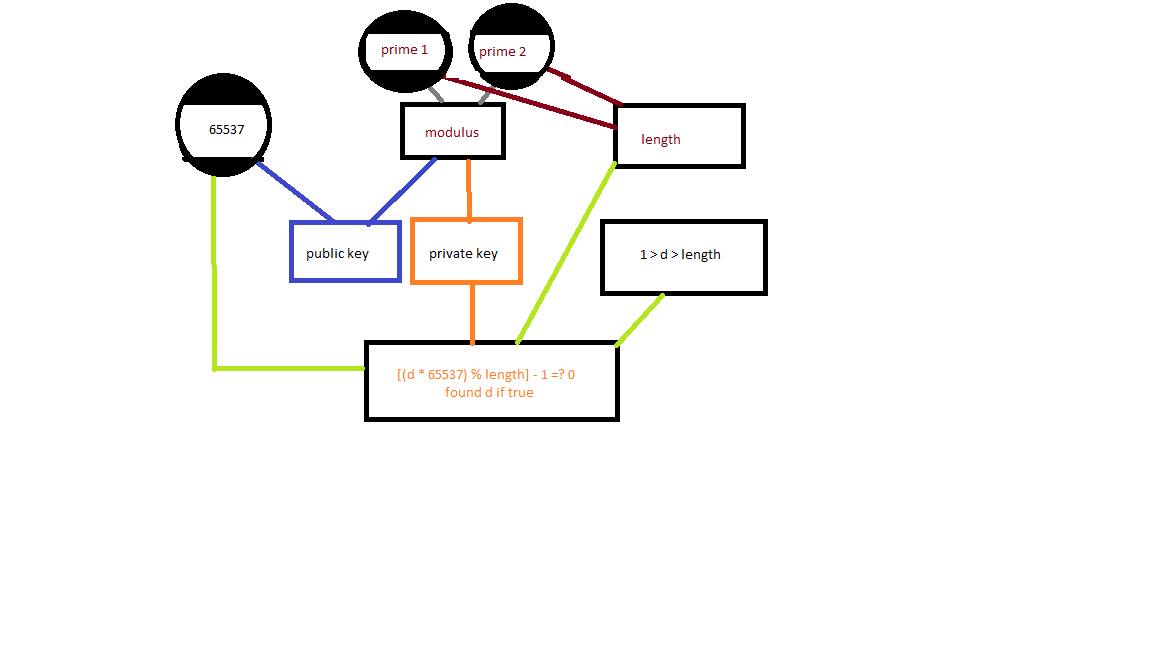 prime 1
prime 2
65537
modulus
length
public key
private key
1 > d > length
[(d * 65537) % length] - 1 =? 0
found d if true